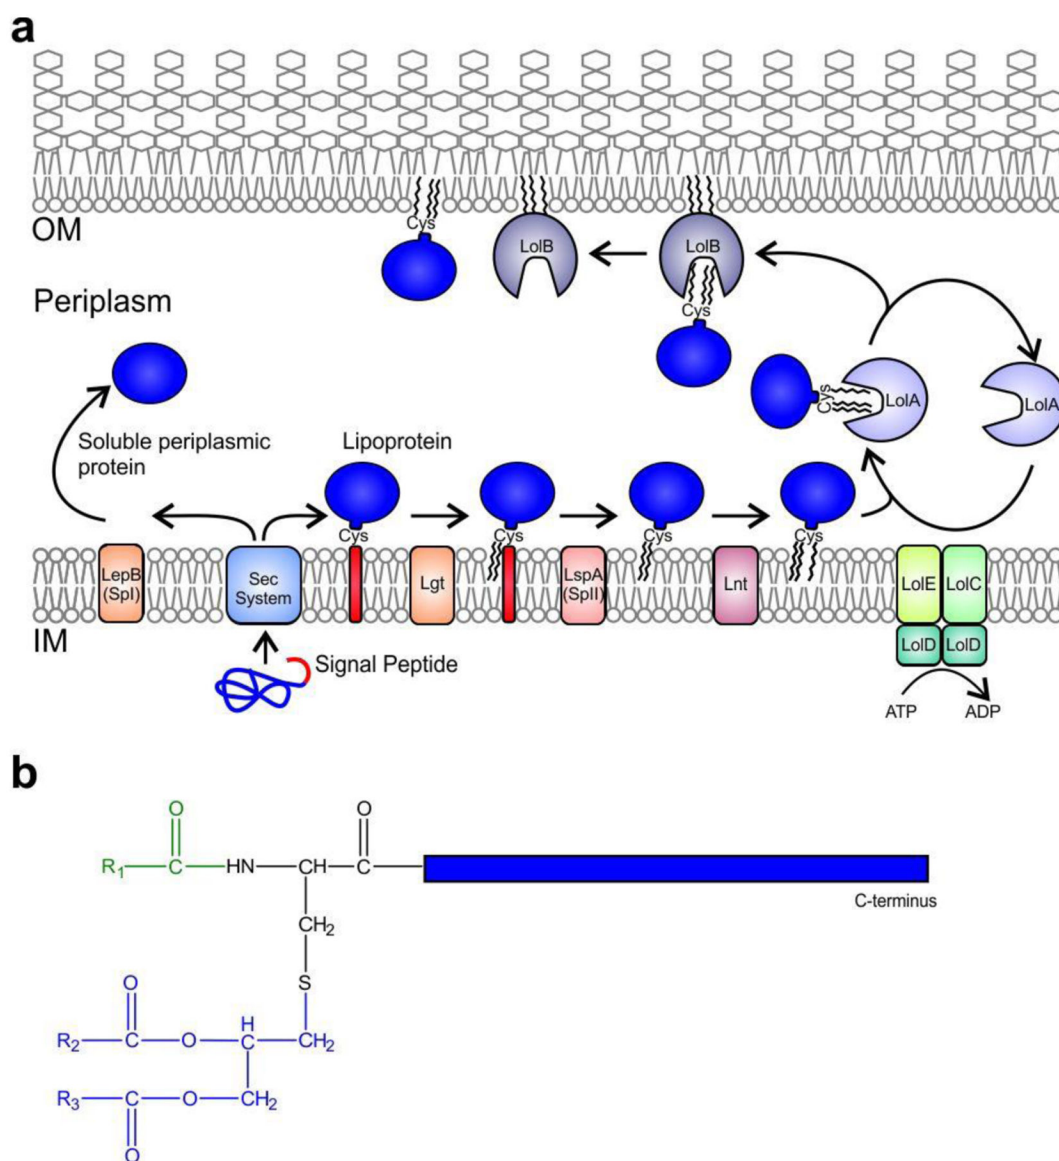 a
OM
Cys
LolB
LolB
Cys
Periplasm
Cys
LolA
LolA
Soluble periplasmic
protein
Lipoprotein
Cys
Cys
Cys
Cys
LepB
(SpI)
Sec
System
Lgt
LspA
(SpII)
Lnt
LolE
LolC
LolD
LolD
IM
Signal Peptide
ATP
ADP
b
O
O
R1
C
HN
CH
C
C-terminus
CH2
O
S
R2
C
O
H
C
CH2
R3
C
O
CH2
O